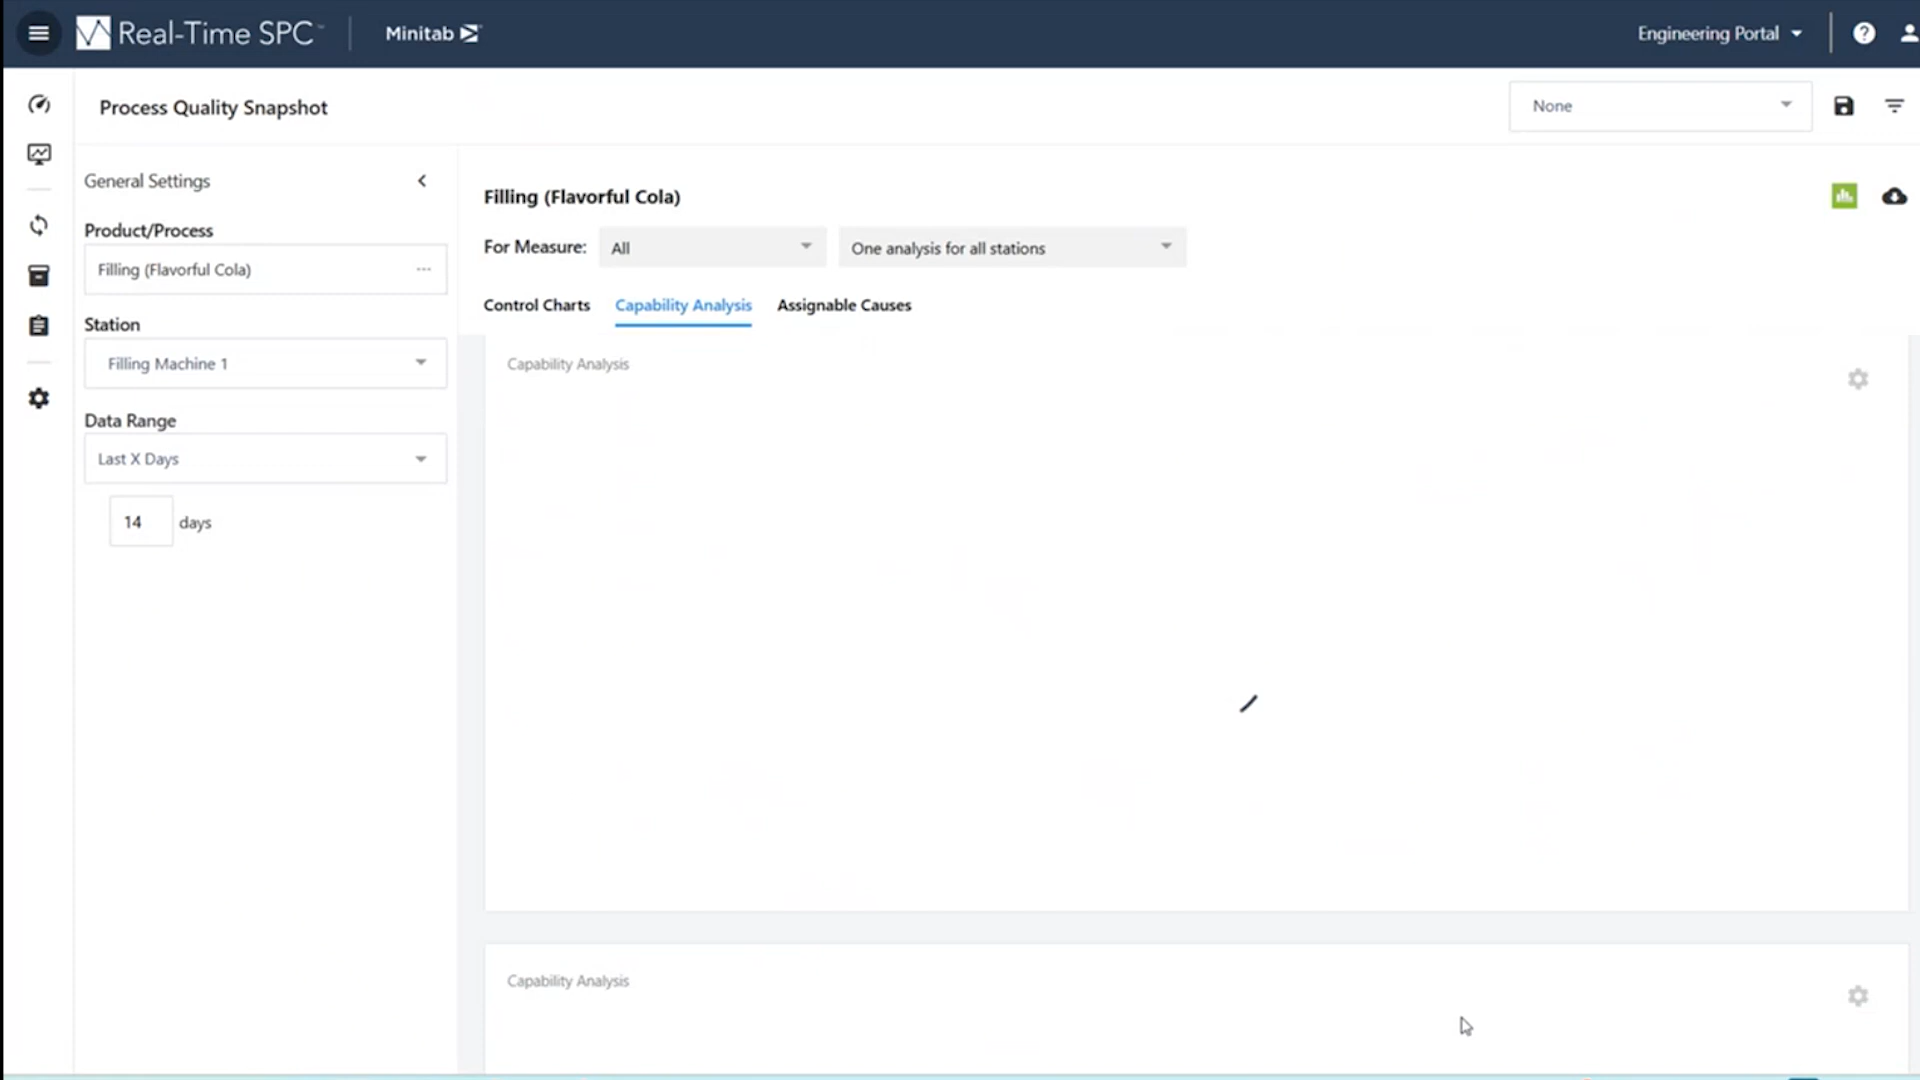 Real-Time SPC™
Minitab
Engineering Portal
Process Quality Snapshot
None
General Settings
Product/Process
Filling (Flavorful Cola)
Station
Filling Machine 1
Data Range
Last X Days
14 days
Filling (Flavorful Cola)
For Measure: All One analysis for all stations
Control Charts Capability Analysis Assignable Causes
Capability Analysis
Capability Analysis